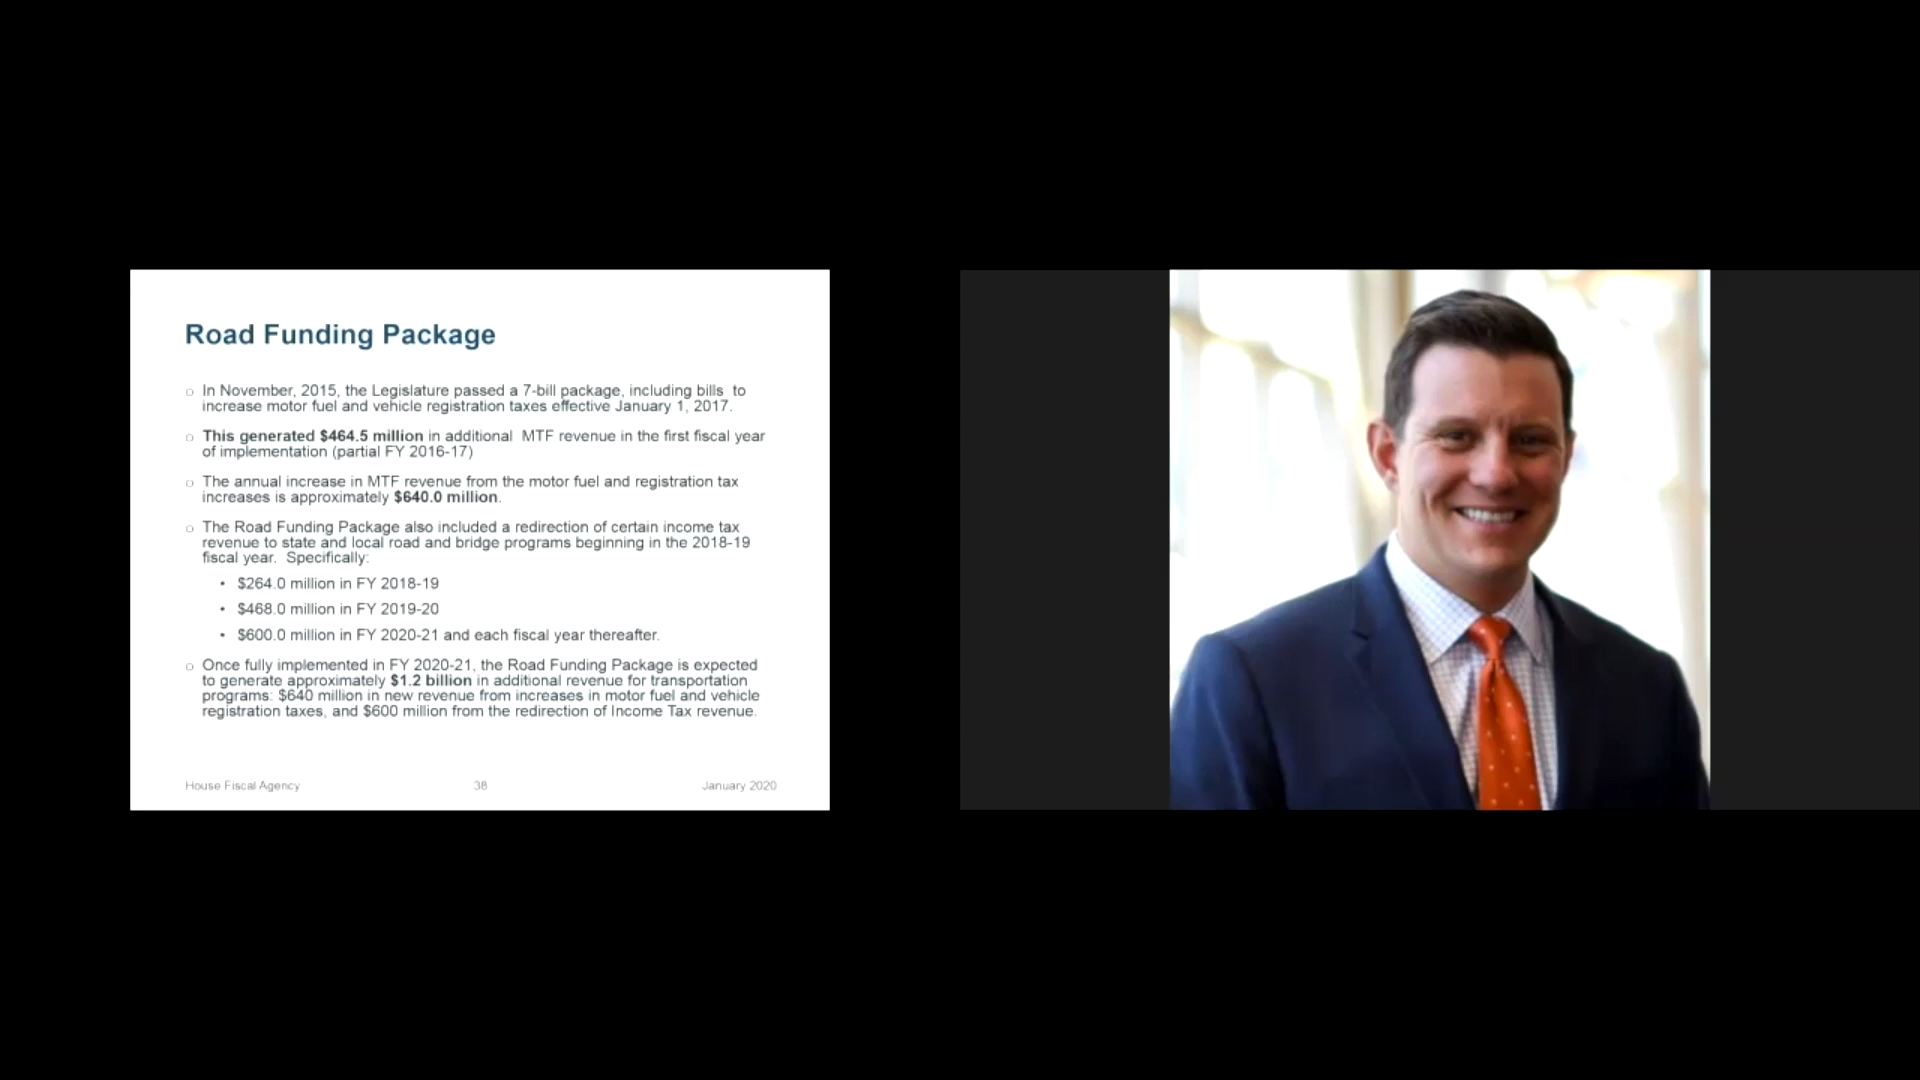 Road Funding Package
○ In November, 2015, the Legislature passed a 7-bill package, including bills to
increase motor fuel and vehicle registration taxes effective January 1, 2017.
○ This generated $464.5 million in additional MTF revenue in the first fiscal year
of implementation (partial FY 2016-17)
○ The annual increase in MTF revenue from the motor fuel and registration tax
increases is approximately $640.0 million.
○ The Road Funding Package also included a redirection of certain income tax
revenue to state and local road and bridge programs beginning in the 2018-19
fiscal year. Specifically:
• $264.0 million in FY 2018-19
• $468.0 million in FY 2019-20
• $600.0 million in FY 2020-21 and each fiscal year thereafter.
○ Once fully implemented in FY 2020-21, the Road Funding Package is expected
to generate approximately $1.2 billion in additional revenue for transportation
programs: $640 million in new revenue from increases in motor fuel and vehicle
registration taxes, and $600 million from the redirection of Income Tax revenue.
House Fiscal Agency 38 January 2020